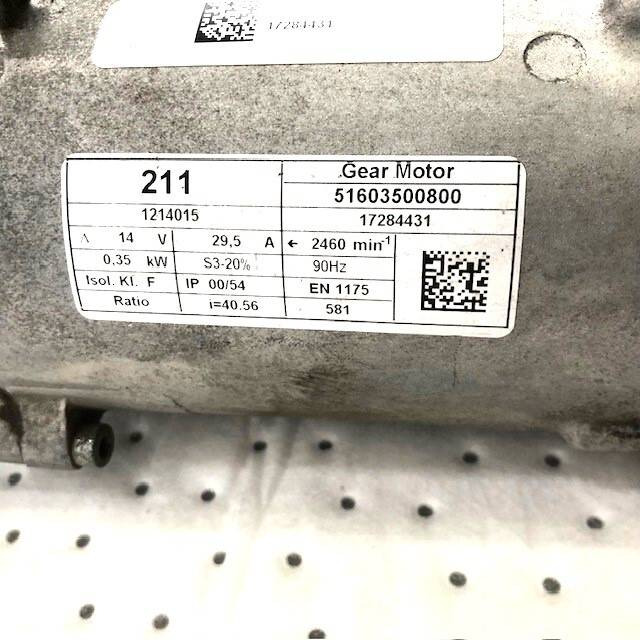 17284431
211
Gear Motor
51603500800
1214015
17284431
14 V
29,5 A
← 2460 min⁻¹
0,35 kW
S3-20%
90Hz
Isol. Kl. F
IP 00/54
EN 1175
Ratio
i=40.56
581